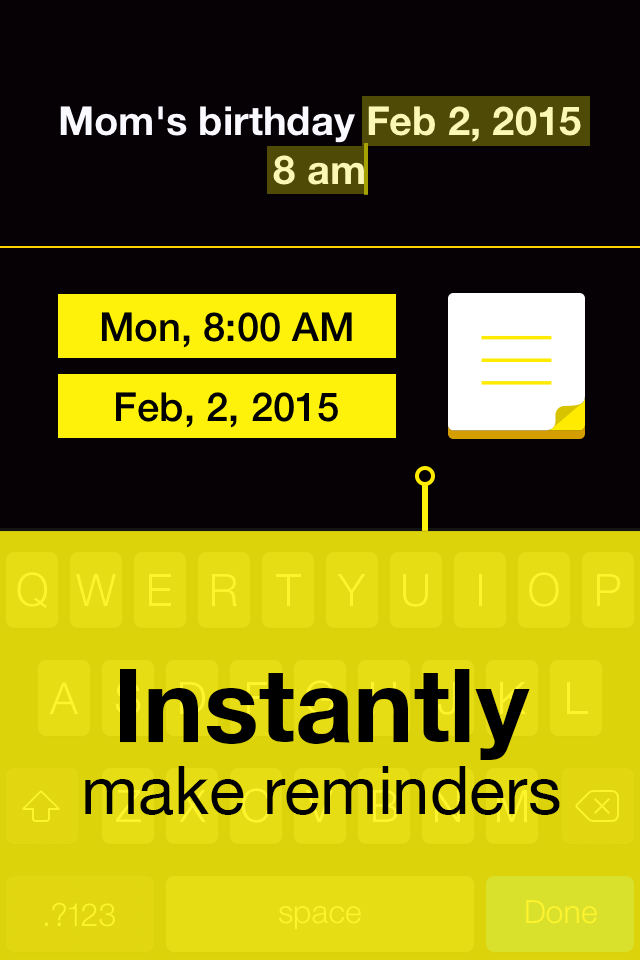 Mom's birthday Feb 2, 2015
8 am
Mon, 8:00 AM
Feb, 2, 2015
Q W E R T Y U I O P
A S D F G H J K L
Instantly
Z X C V B N M
make reminders
.?123 space Done